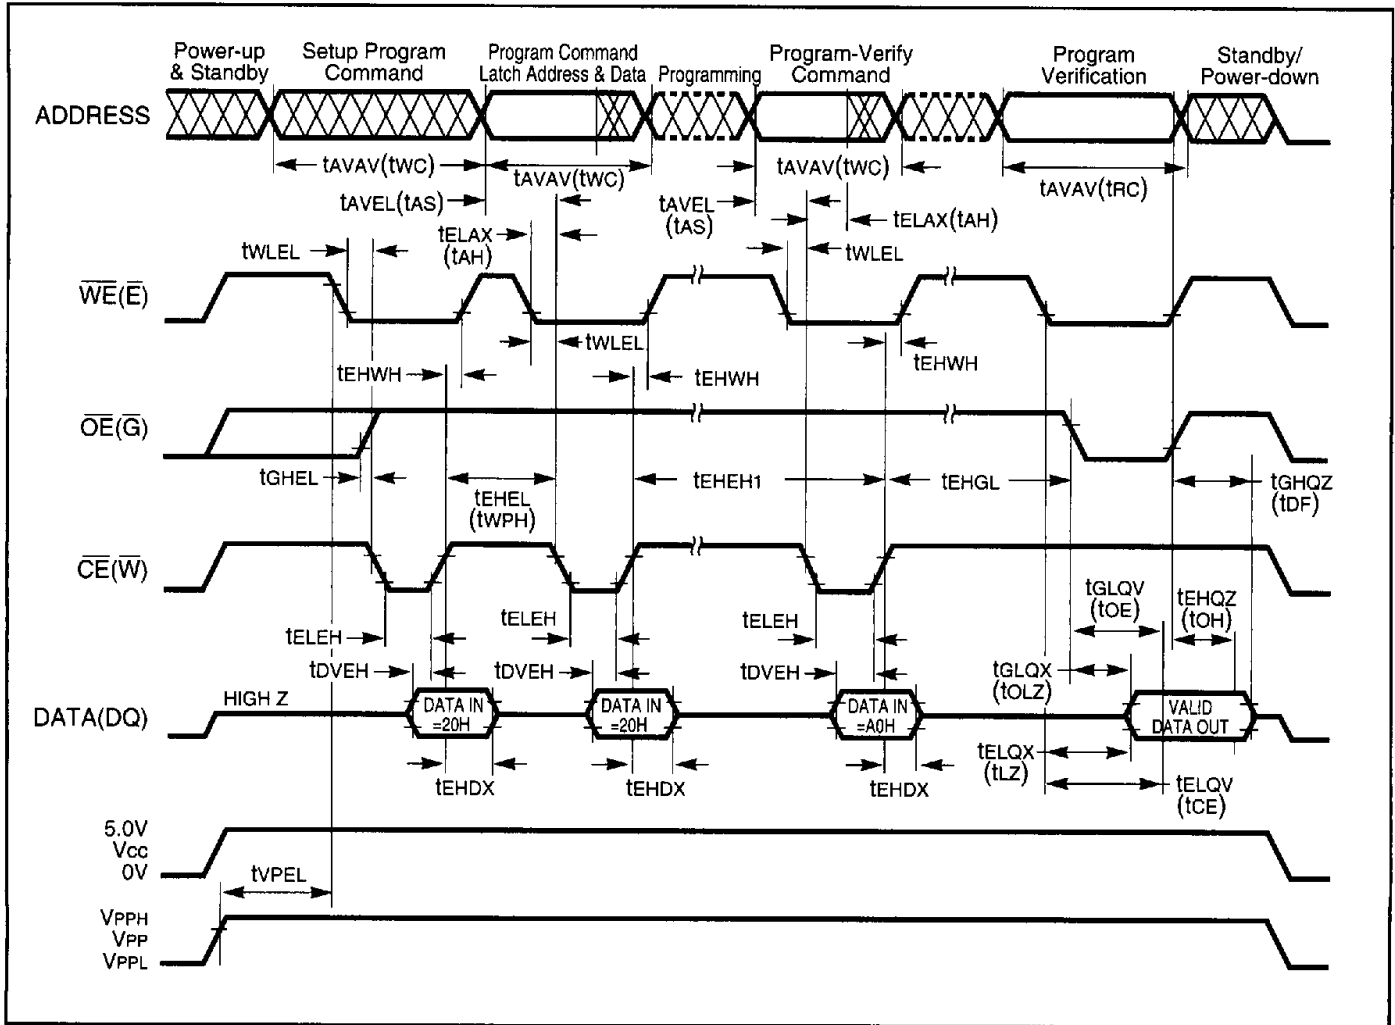 Power-up & Standby
Setup Program Command
Program Command Latch Address & Data
Programming
Program-Verify Command
Program Verification
Standby/ Power-down
ADDRESS
tAVAV(tWC)
tAVAV(tWC)
tAVAV(tWC)
tAVAV(tRC)
tAVEL(tAS)
tAVEL (tAS)
tELAX (tAH)
tELAX(tAH)
tWLEL
tWLEL
WE(E)
tWLEL
tEHWH
tEHWH
tEHWH
OE(G)
tGHEL
tEHEL (tWPH)
tEHEH1
tEHGL
tGHQZ (tDF)
CE(W)
tELEH
tELEH
tELEH
tGLQV (tOE)
tEHQZ (tOH)
tDVEH
tDVEH
tDVEH
tGLQX (tOLZ)
DATA(DQ)
HIGH Z
DATA IN =20H
DATA IN =20H
DATA IN =A0H
VALID DATA OUT
tEHDX
tEHDX
tEHDX
tELQX (tLZ)
tELQV (tCE)
5.0V
Vcc
0V
tVPEL
VPPH
VPP
VPPL